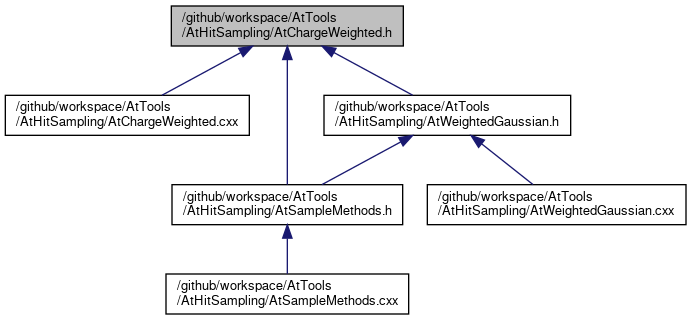 /github/workspace/AtTools
/AtHitSampling/AtChargeWeighted.h
/github/workspace/AtTools
/AtHitSampling/AtChargeWeighted.cxx
/github/workspace/AtTools
/AtHitSampling/AtWeightedGaussian.h
/github/workspace/AtTools
/AtHitSampling/AtSampleMethods.h
/github/workspace/AtTools
/AtHitSampling/AtWeightedGaussian.cxx
/github/workspace/AtTools
/AtHitSampling/AtSampleMethods.cxx